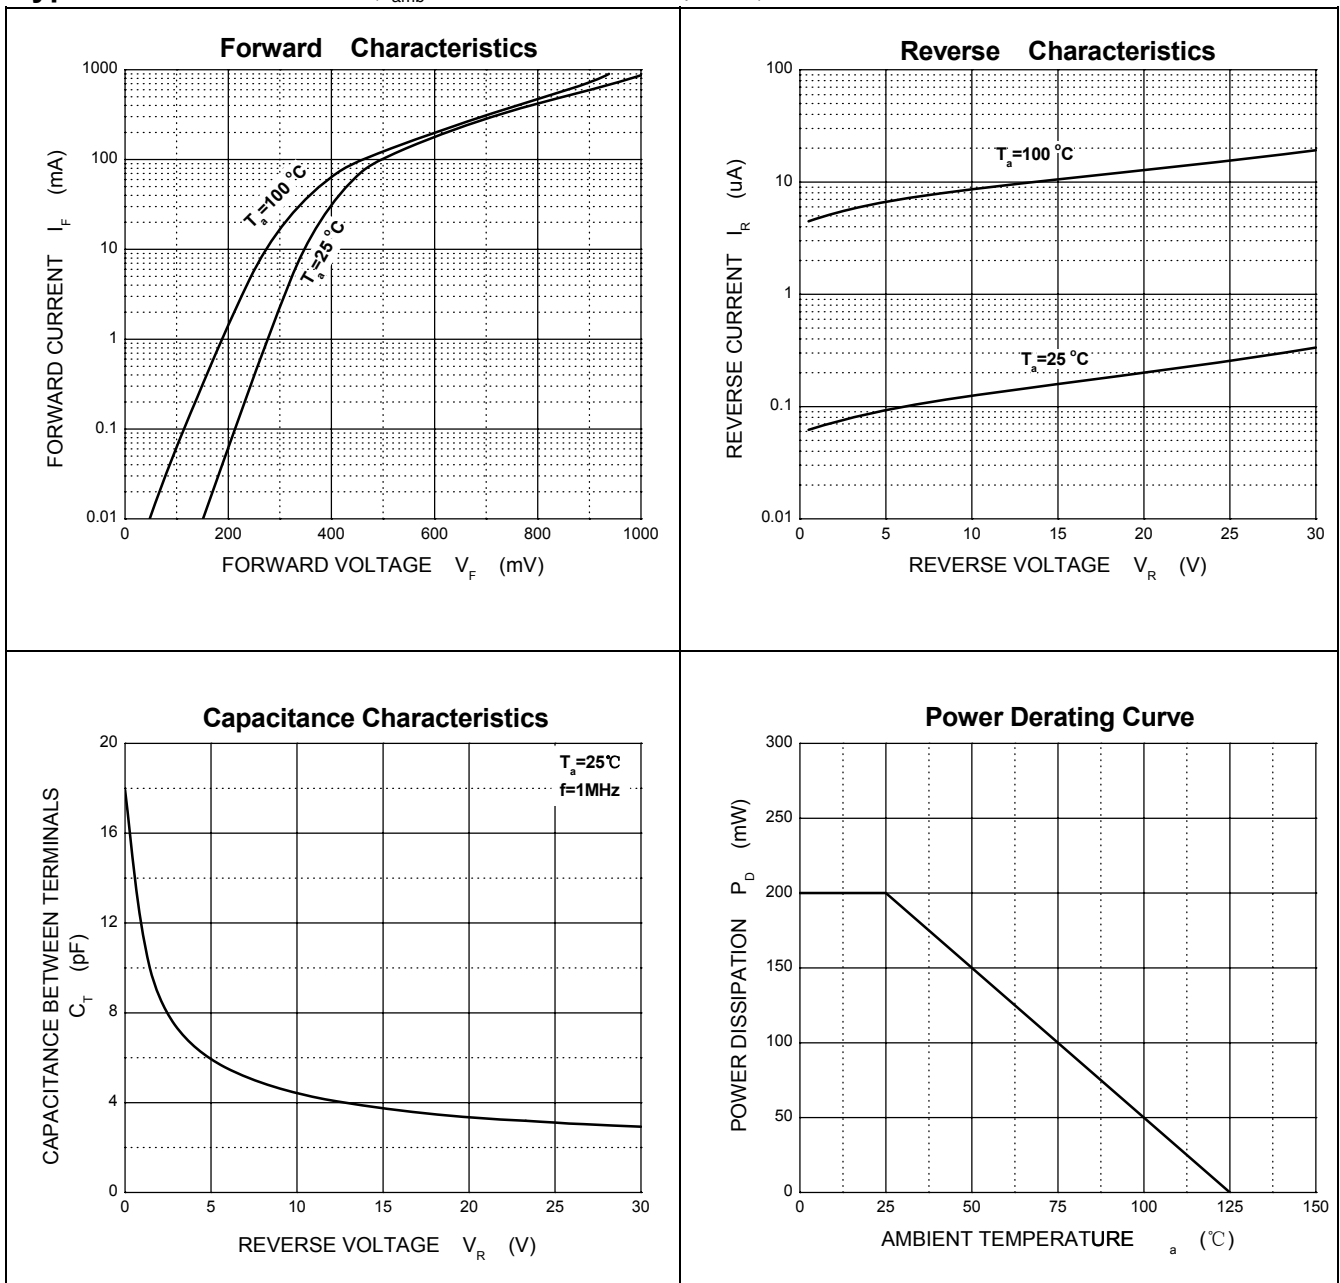 amb
Forward Characteristics
1000
100
10
1
0.1
0.01
FORWARD CURRENT I_F (mA)
T_a=100 °C
T_a=25 °C
0 200 400 600 800 1000
FORWARD VOLTAGE V_F (mV)
Reverse Characteristics
100
10
1
0.1
0.01
REVERSE CURRENT I_R (uA)
T_a=100 °C
T_a=25 °C
0 5 10 15 20 25 30
REVERSE VOLTAGE V_R (V)
Capacitance Characteristics
20
16
12
8
4
0
CAPACITANCE BETWEEN TERMINALS
C_T (pF)
T_a=25℃
f=1MHz
0 5 10 15 20 25 30
REVERSE VOLTAGE V_R (V)
Power Derating Curve
300
250
200
150
100
50
0
POWER DISSIPATION P_D (mW)
0 25 50 75 100 125 150
AMBIENT TEMPERATURE a (℃)